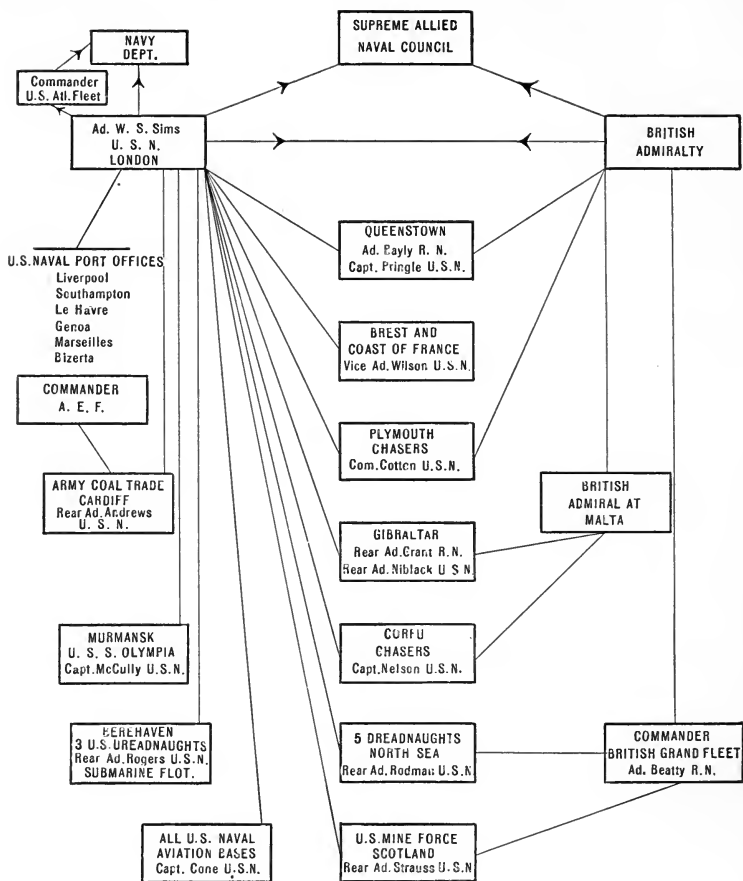 NAVY
DEPT.
SUPREME ALLIED
NAVAL COUNCIL
Commander
U.S. Atl. Fleet
Ad. W. S. Sims
U. S. N.
LONDON
BRITISH
ADMIRALTY
U.S. NAVAL PORT OFFICES
Liverpool
Southampton
Le Havre
Genoa
Marseilles
Bizerta
QUEENSTOWN
Ad. Bayly R. N.
Capt. Pringle U.S.N.
BREST AND
COAST OF FRANCE
Vice Ad. Wilson U.S.N.
COMMANDER
A. E. F.
PLYMOUTH
CHASERS
Com. Cotten U.S.N.
ARMY COAL TRADE
CARDIFF
Rear Ad. Andrews
U. S. N.
BRITISH
ADMIRAL AT
MALTA
GIBRALTAR
Rear Ad. Grant R.N.
Rear Ad. Niblack U S N.
MURMANSK
U. S. S. OLYMPIA
Capt. McCully U.S.N.
CORFU
CHASERS
Capt. Nelson U.S.N.
BEREHAVEN
3 U.S. DREADNAUGHTS
Rear Ad. Rogers U.S.N.
SUBMARINE FLOT.
5 DREADNAUGHTS
NORTH SEA
Rear Ad. Rodman U.S.N
COMMANDER
BRITISH GRAND FLEET
Ad. Beatty R.N.
ALL U.S. NAVAL
AVIATION BASES
Capt. Cone U.S.N.
U.S. MINE FORCE
SCOTLAND
Rear Ad. Strauss U.S.N